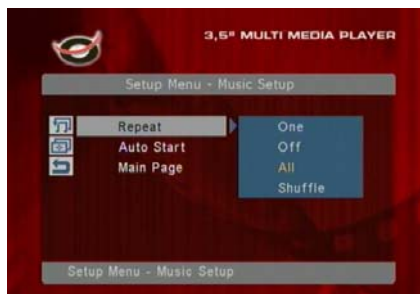 3,5" MULTI MEDIA PLAYER
Setup Menu - Music Setup
Repeat
Auto Start
Main Page
One
Off
All
Shuffle
Setup Menu - Music Setup